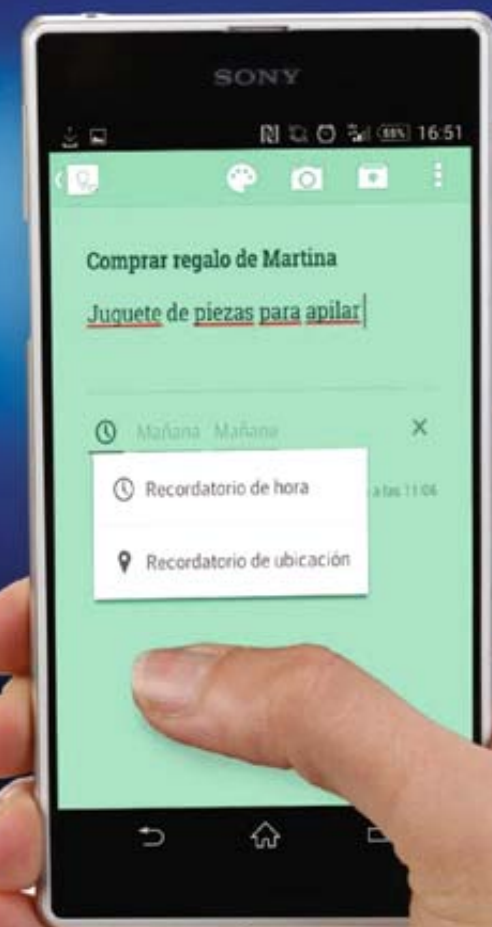 SONY
88% 16:51
Comprar regalo de Martina
Juguete de piezas para apilar
Mañana Mañana
Recordatorio de hora
a las 11:06
Recordatorio de ubicación